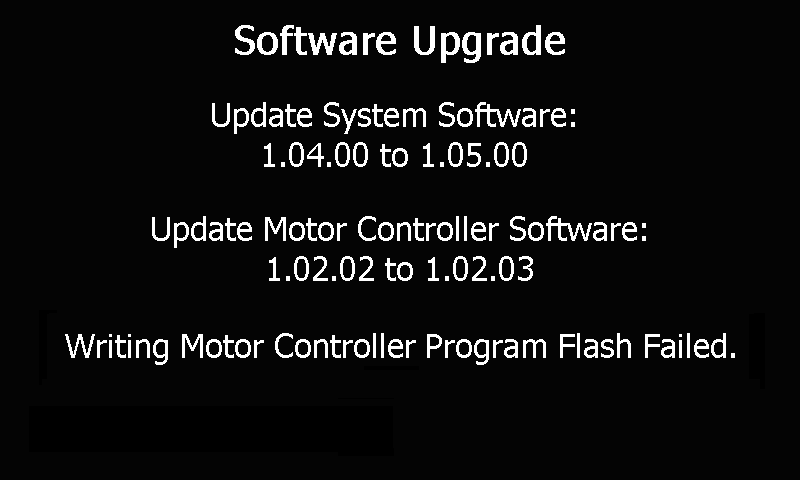 Software Upgrade
Update System Software:
1.04.00 to 1.05.00
Update Motor Controller Software:
1.02.02 to 1.02.03
Writing Motor Controller Program Flash Failed.